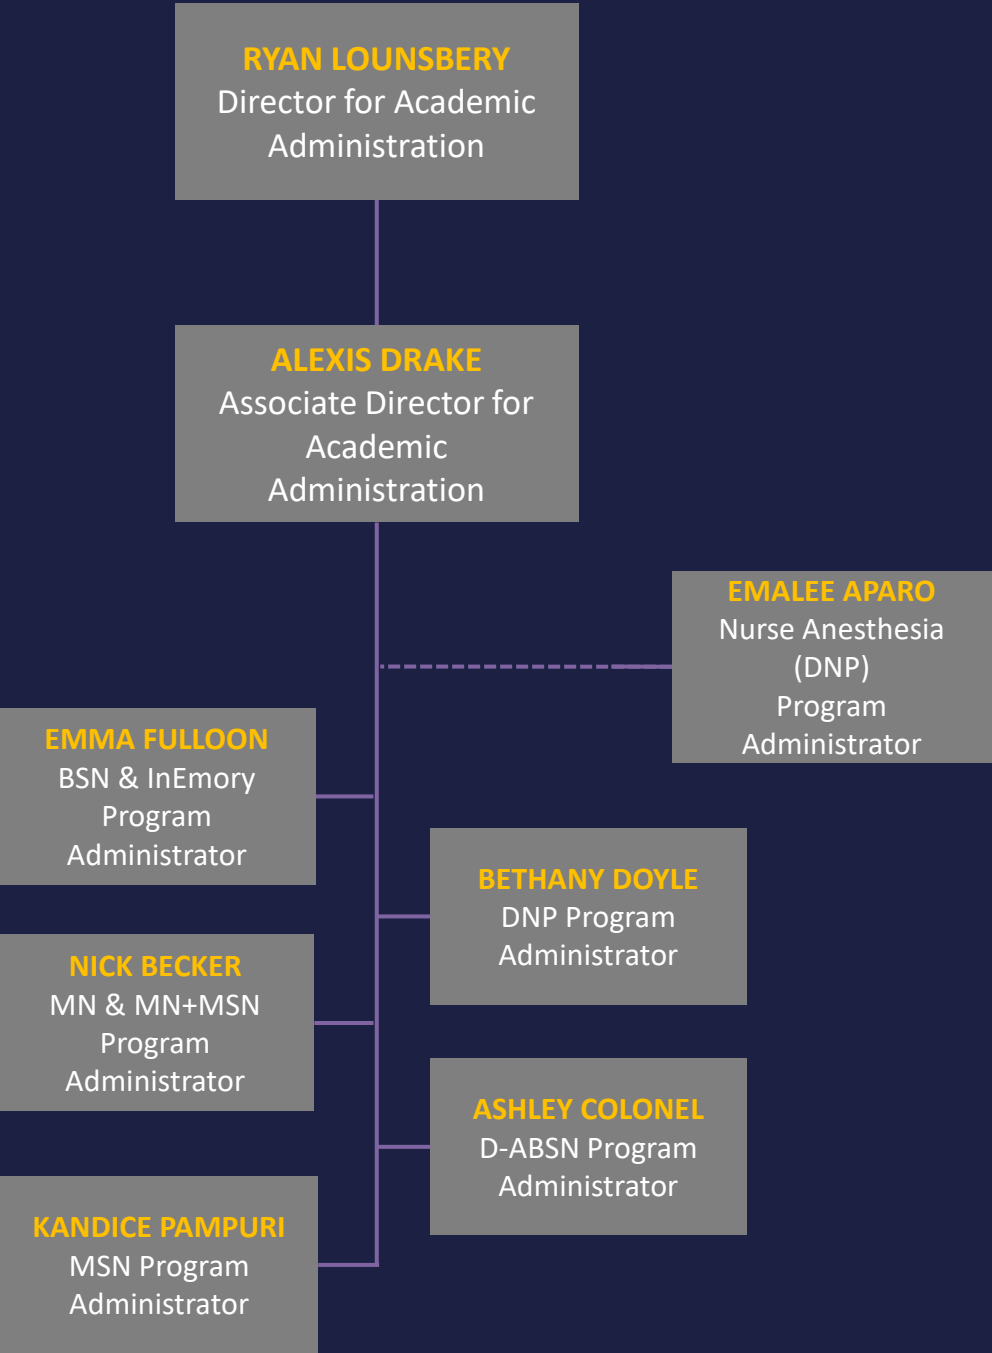 RYAN LOUNSBERY
Director for Academic
Administration
ALEXIS DRAKE
Associate Director for
Academic
Administration
EMALEE APARO
Nurse Anesthesia
(DNP)
Program
Administrator
EMMA FULLOON
BSN & InEmory
Program
Administrator
BETHANY DOYLE
DNP Program
Administrator
NICK BECKER
MN & MN+MSN
Program
Administrator
ASHLEY COLONEL
D-ABSN Program
Administrator
KANDICE PAMPURI
MSN Program
Administrator